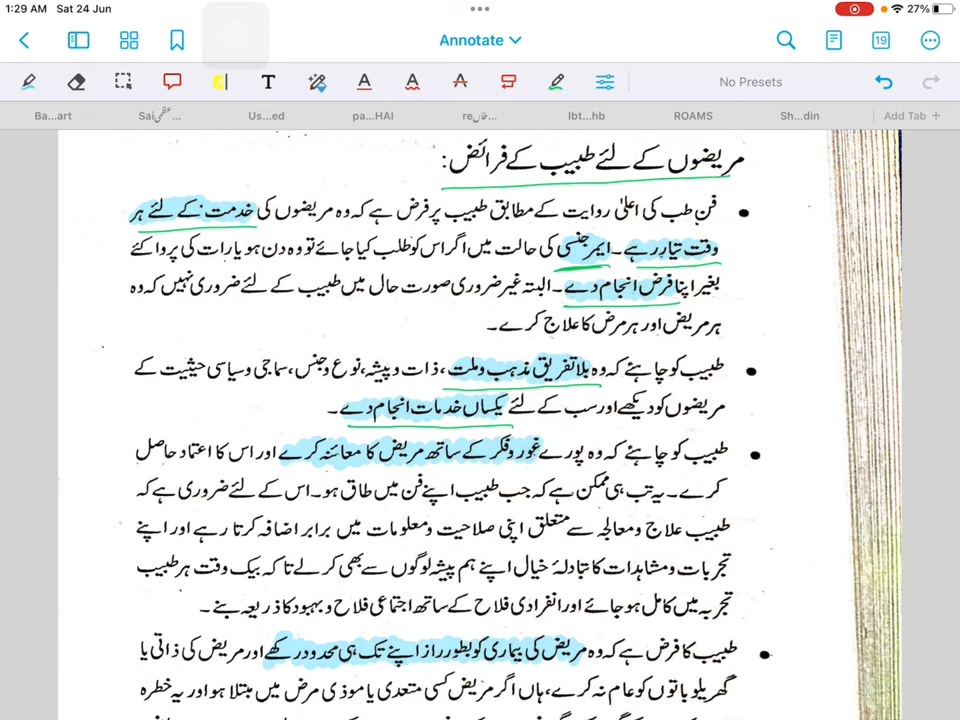 1:29 AM Sat 24 Jun
27%
Annotate
19
T
No Presets
Ba...art
Us...ed
pa...HAI
Ibt...hb
ROAMS
Sh...din
Add Tab +
مریضوں کے لئے طبیب کے فرائض:
فنِ طب کی اعلیٰ روایت کے مطابق طبیب پر فرض ہے کہ وہ مریضوں کی خدمت کے لئے ہر
وقت تیار رہے۔ ایمرجنسی کی حالت میں اگر اس کو طلب کیا جائے تو وہ دن ہو یا رات کی پروا کئے
بغیر اپنا فرض انجام دے۔ البتہ غیر ضروری صورت حال میں طبیب کے لئے ضروری نہیں کہ وہ
ہر مریض اور ہر مرض کا علاج کرے۔
طبیب کو چاہئے کہ وہ بلا تفریق مذہب و ملت، ذات و پیشہ، نوع و جنس، سماجی و سیاسی حیثیت کے
مریضوں کو دیکھے اور سب کے لئے یکساں خدمات انجام دے۔
طبیب کو چاہئے کہ وہ پورے غور و فکر کے ساتھ مریض کا معائنہ کرے اور اس کا اعتماد حاصل
کرے۔ یہ تب ہی ممکن ہے کہ جب طبیب اپنے فن میں طاق ہو۔ اس کے لئے ضروری ہے کہ
طبیب علاج و معالجہ سے متعلق اپنی صلاحیت و معلومات میں برابر اضافہ کرتا رہے اور اپنے
تجربات و مشاہدات کا تبادلۂ خیال اپنے ہم پیشہ لوگوں سے بھی کر لے تاکہ بیک وقت ہر طبیب
تجربہ میں کامل ہو جائے اور انفرادی فلاح کے ساتھ اجتماعی فلاح و بہبود کا ذریعہ بنے۔
طبیب کا فرض ہے کہ وہ مریض کی بیماری کو بطور راز اپنے تک ہی محدود رکھے اور مریض کی ذاتی یا
گھریلو باتوں کو عام نہ کرے، ہاں اگر مریض کسی متعدی یا موذی مرض میں مبتلا ہو اور یہ خطرہ